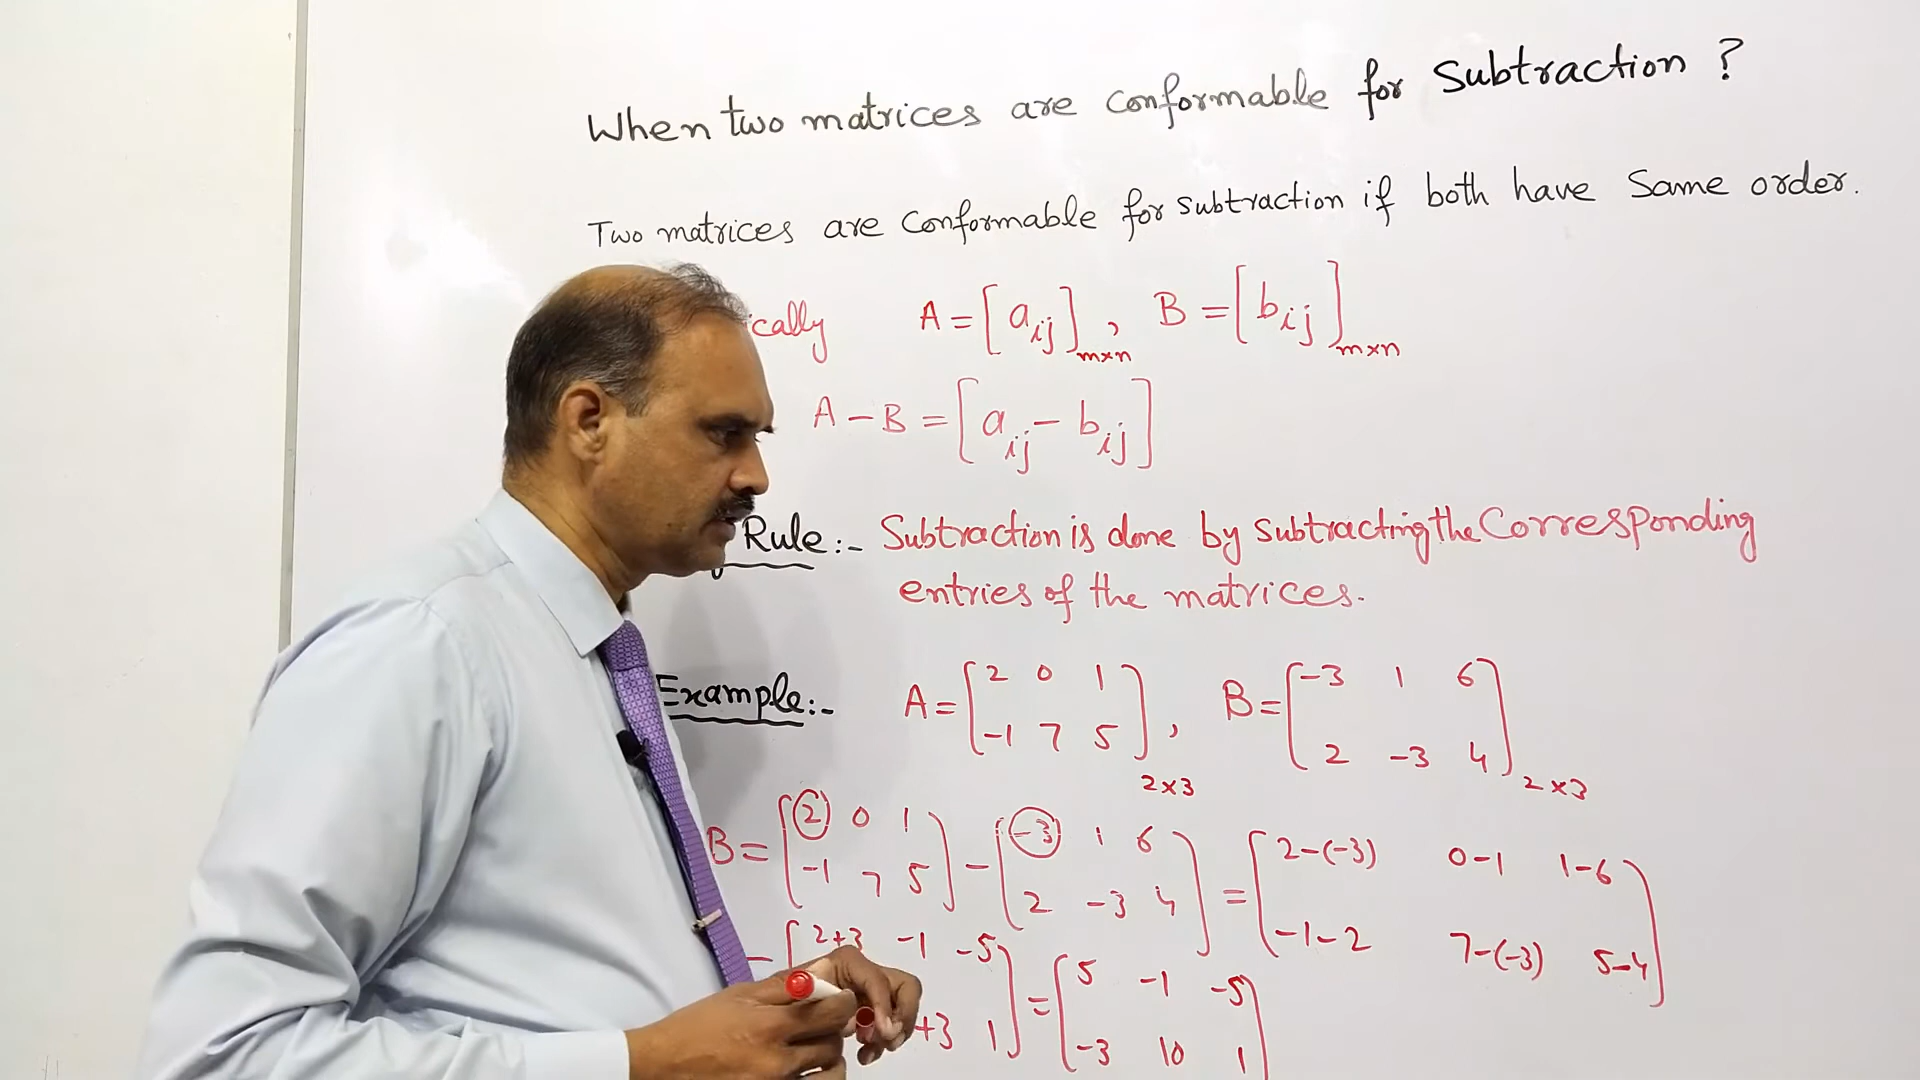 When two matrices are conformable for Subtraction ?
Two matrices are conformable for subtraction if both have Same order.
ically A = [a_ij]_m×n , B = [b_ij]_m×n
A - B = [a_ij - b_ij]
Rule:- Subtraction is done by subtracting the Corresponding
entries of the matrices.
Example:- A = [2 0 1; -1 7 5]_2×3 , B = [-3 1 6; 2 -3 4]_2×3
B = [2 0 1; -1 7 5] - [-3 1 6; 2 -3 4] = [2-(-3) 0-1 1-6; -1-2 7-(-3) 5-4]
= [2+3 -1 -5; +3 1] = [5 -1 -5; -3 10 1]